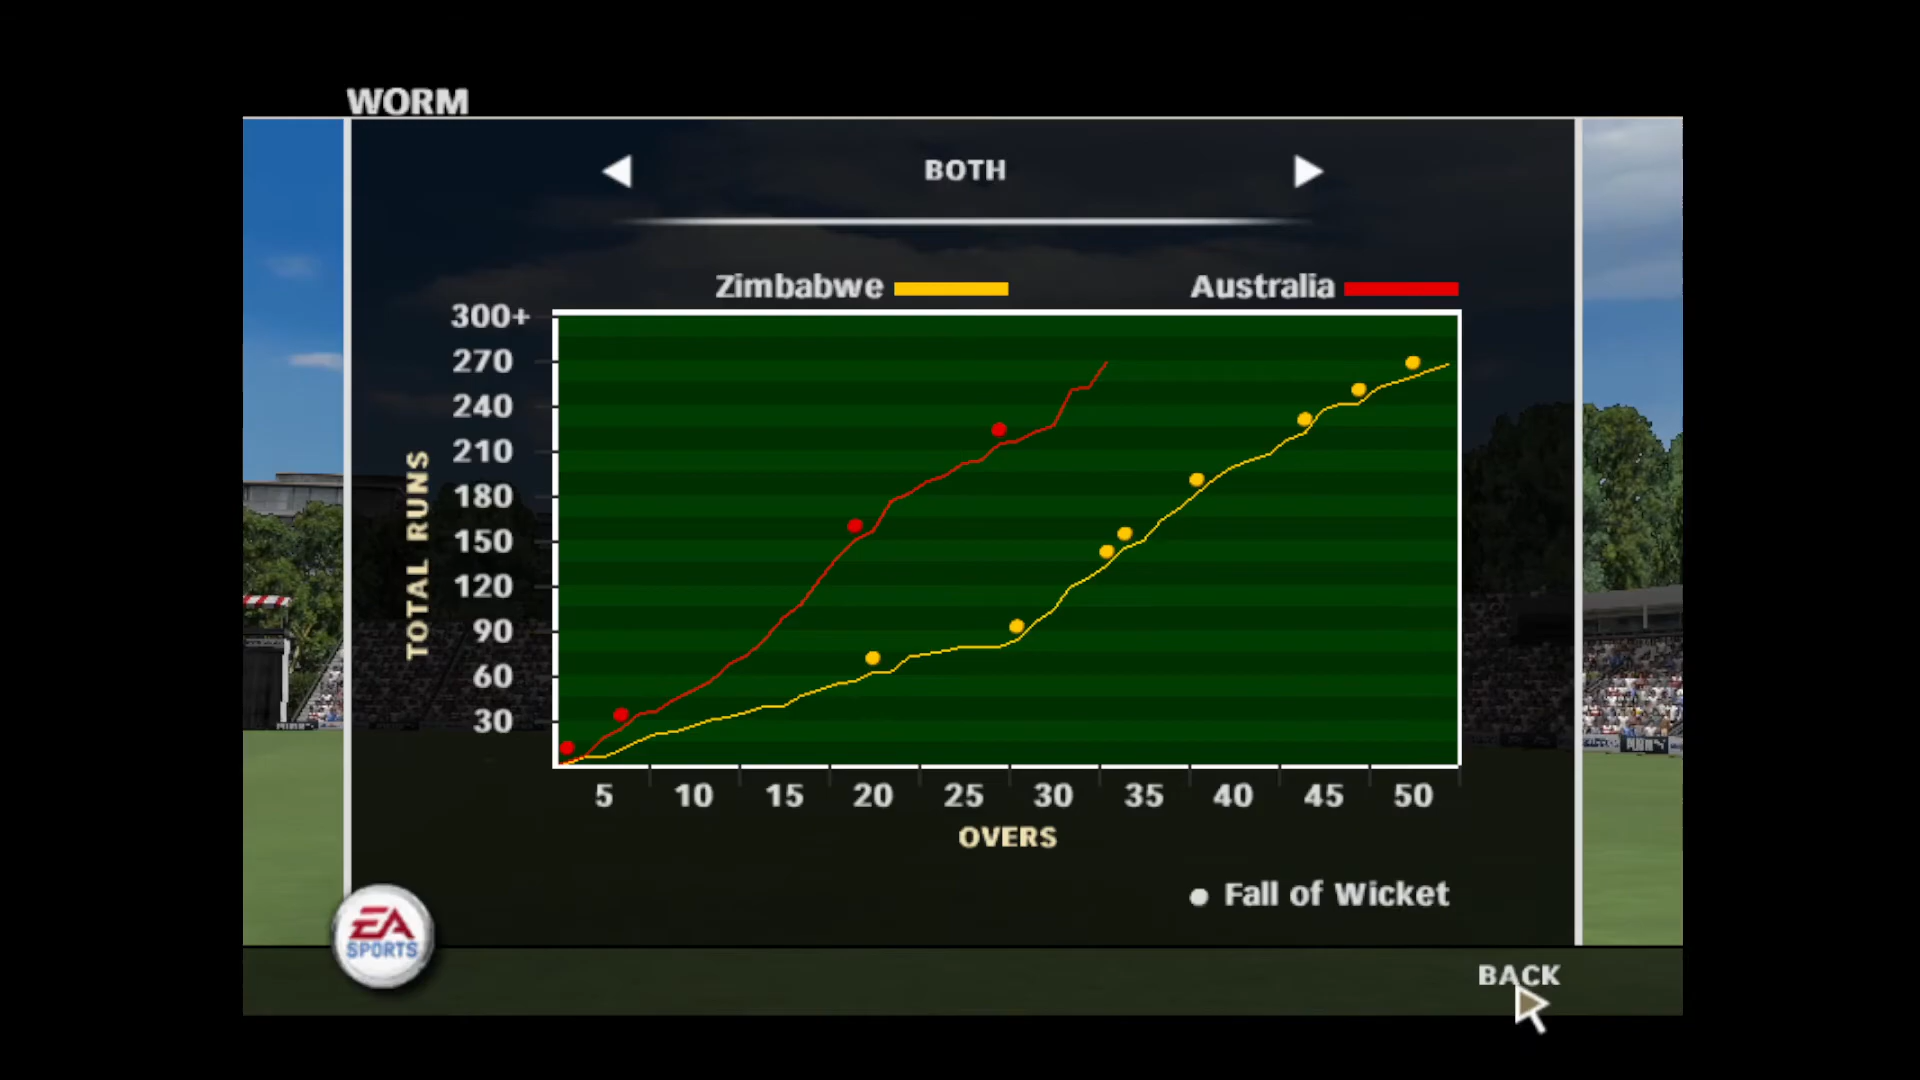 WORM
BOTH
Zimbabwe
Australia
300+
270
240
210
180
150
120
90
60
30
TOTAL RUNS
5 10 15 20 25 30 35 40 45 50
OVERS
Fall of Wicket
EA
SPORTS
BACK
PUMA